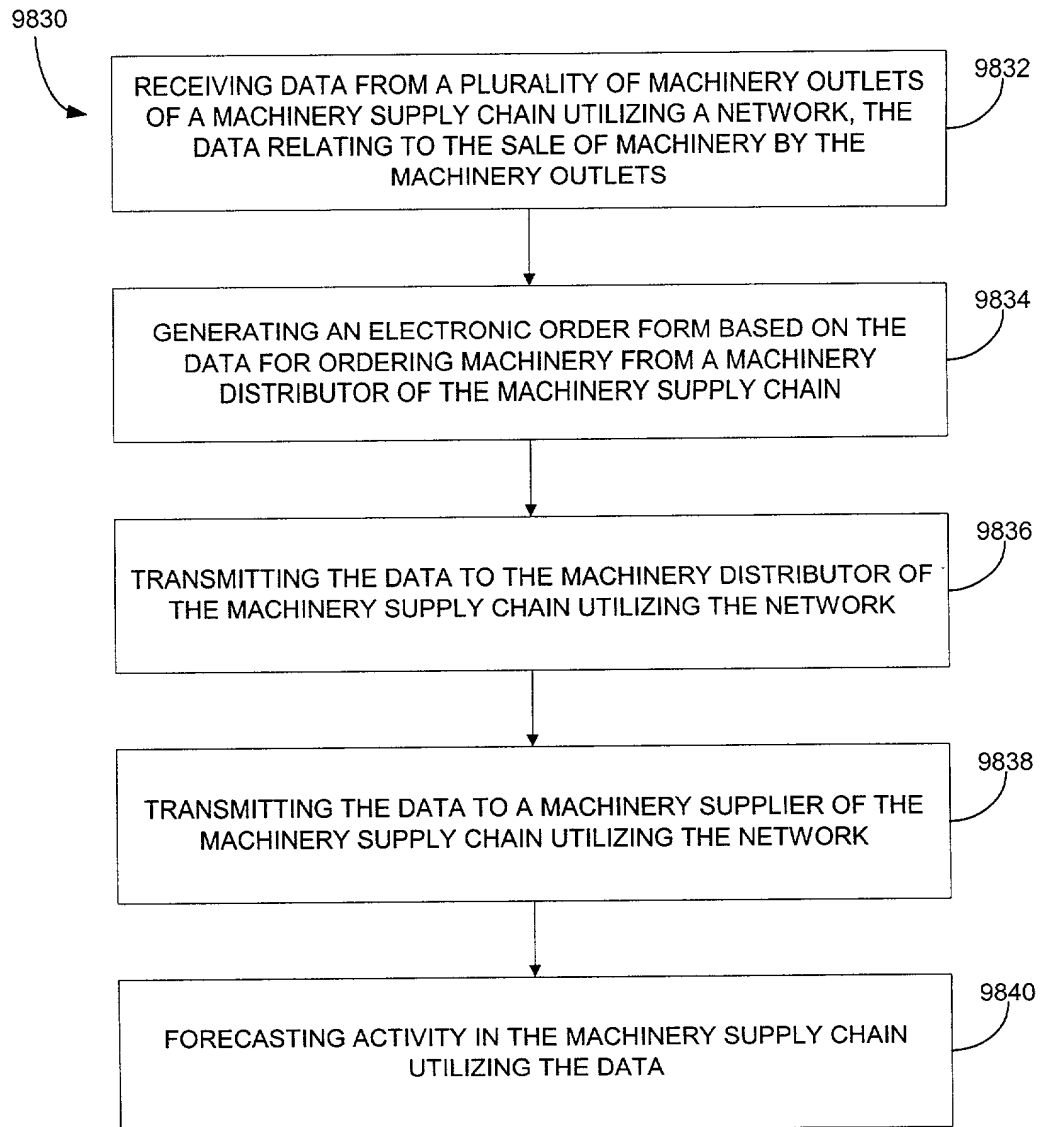 9830
9832
RECEIVING DATA FROM A PLURALITY OF MACHINERY OUTLETS
OF A MACHINERY SUPPLY CHAIN UTILIZING A NETWORK, THE
DATA RELATING TO THE SALE OF MACHINERY BY THE
MACHINERY OUTLETS
9834
GENERATING AN ELECTRONIC ORDER FORM BASED ON THE
DATA FOR ORDERING MACHINERY FROM A MACHINERY
DISTRIBUTOR OF THE MACHINERY SUPPLY CHAIN
9836
TRANSMITTING THE DATA TO THE MACHINERY DISTRIBUTOR OF
THE MACHINERY SUPPLY CHAIN UTILIZING THE NETWORK
9838
TRANSMITTING THE DATA TO A MACHINERY SUPPLIER OF THE
MACHINERY SUPPLY CHAIN UTILIZING THE NETWORK
9840
FORECASTING ACTIVITY IN THE MACHINERY SUPPLY CHAIN
UTILIZING THE DATA